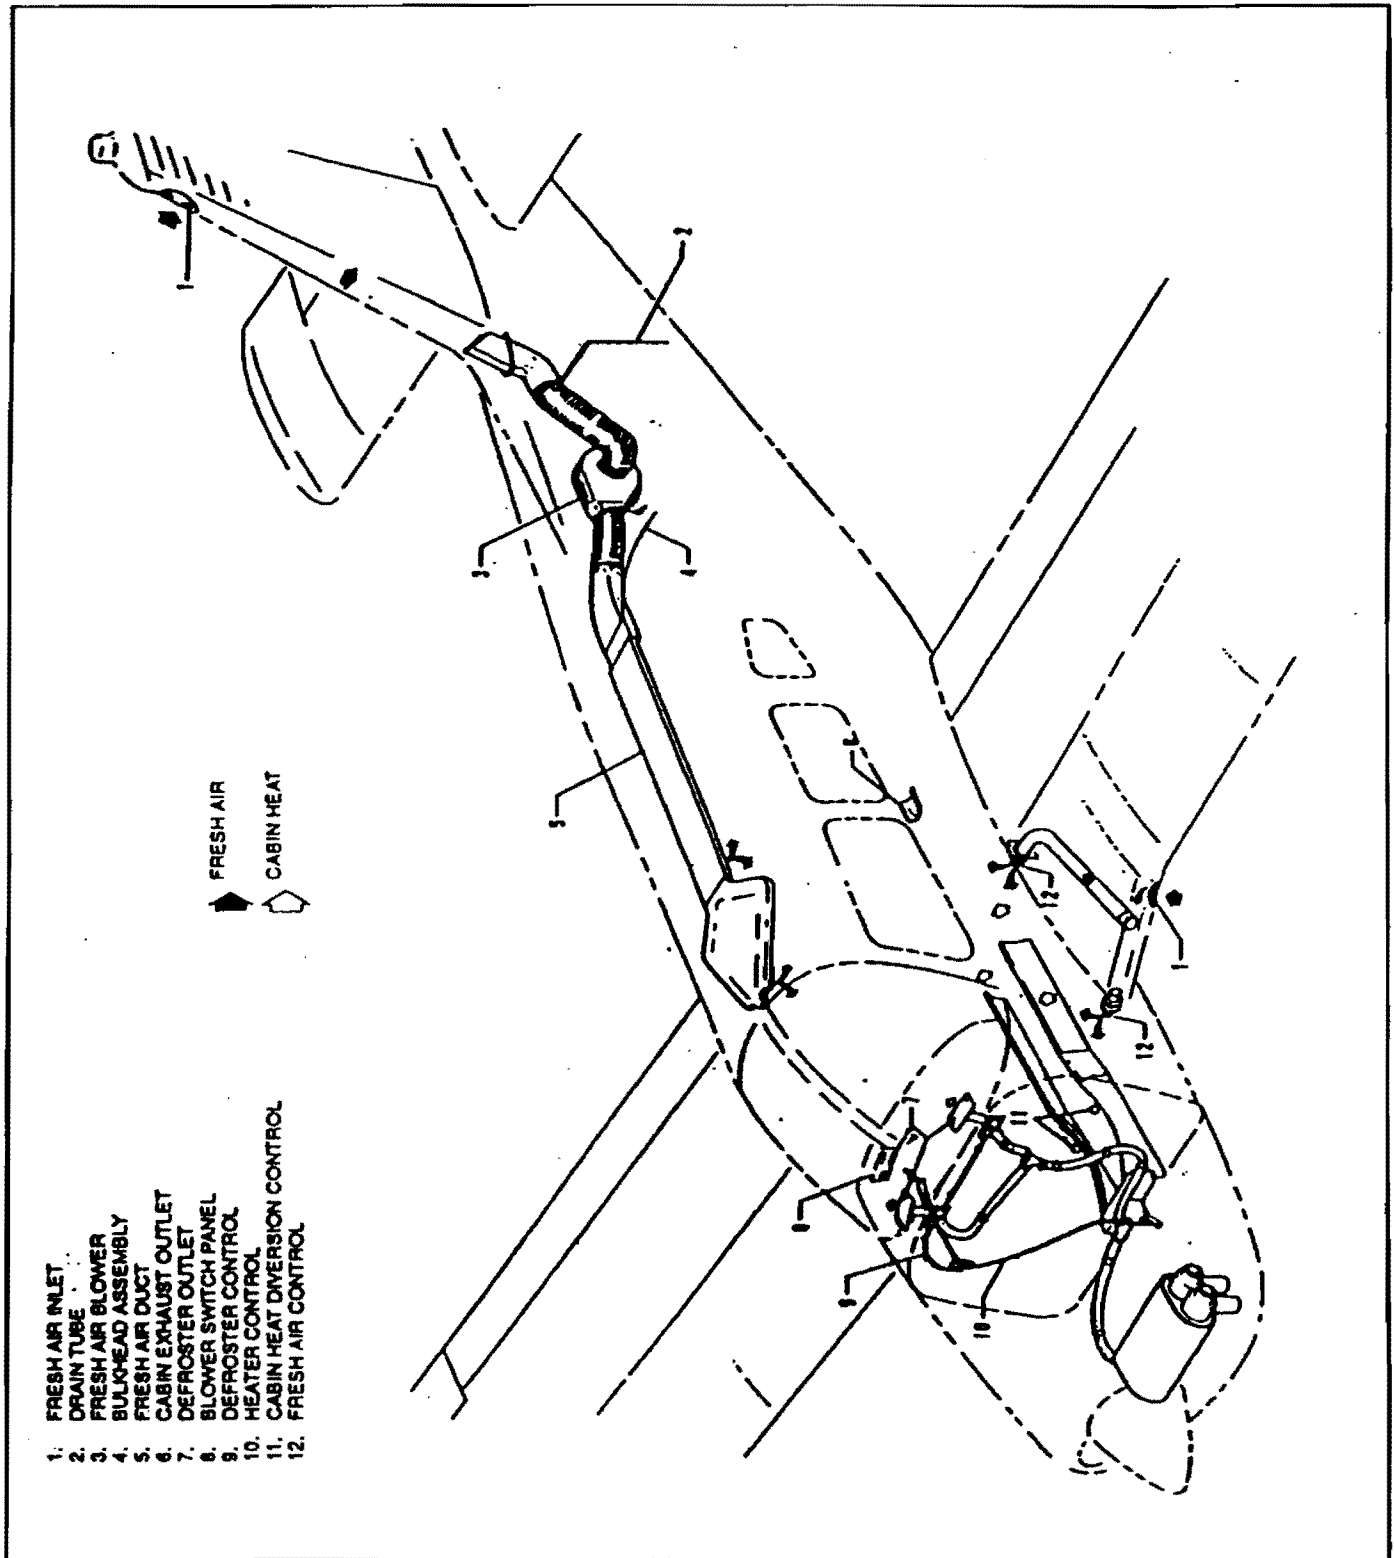 1. FRESH AIR INLET
2. DRAIN TUBE
3. FRESH AIR BLOWER
4. BULKHEAD ASSEMBLY
5. FRESH AIR DUCT
6. CABIN EXHAUST OUTLET
7. DEFROSTER OUTLET
8. BLOWER SWITCH PANEL
9. DEFROSTER CONTROL
10. HEATER CONTROL
11. CABIN HEAT DIVERSION CONTROL
12. FRESH AIR CONTROL
FRESH AIR
CABIN HEAT
1
2
3
4
5
7
8
9
10
11
12
12
1